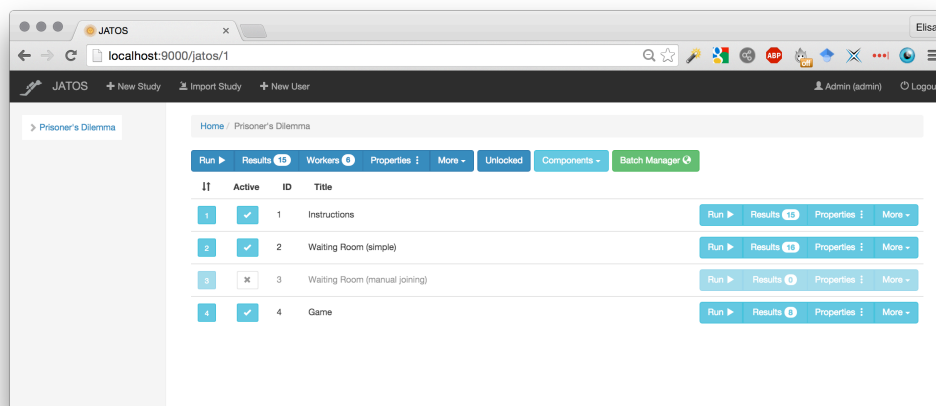 JATOS
Elisa
localhost:9000/jatos/1
ABP
off
JATOS + New Study Import Study + New User Admin (admin) Logou
Prisoner's Dilemma
Home / Prisoner's Dilemma
Run Results 15 Workers 6 Properties More Unlocked Components Batch Manager
Active ID Title
1 1 Instructions Run Results 15 Properties More
2 2 Waiting Room (simple) Run Results 16 Properties More
3 3 Waiting Room (manual joining) Run Results 0 Properties More
4 4 Game Run Results 8 Properties More